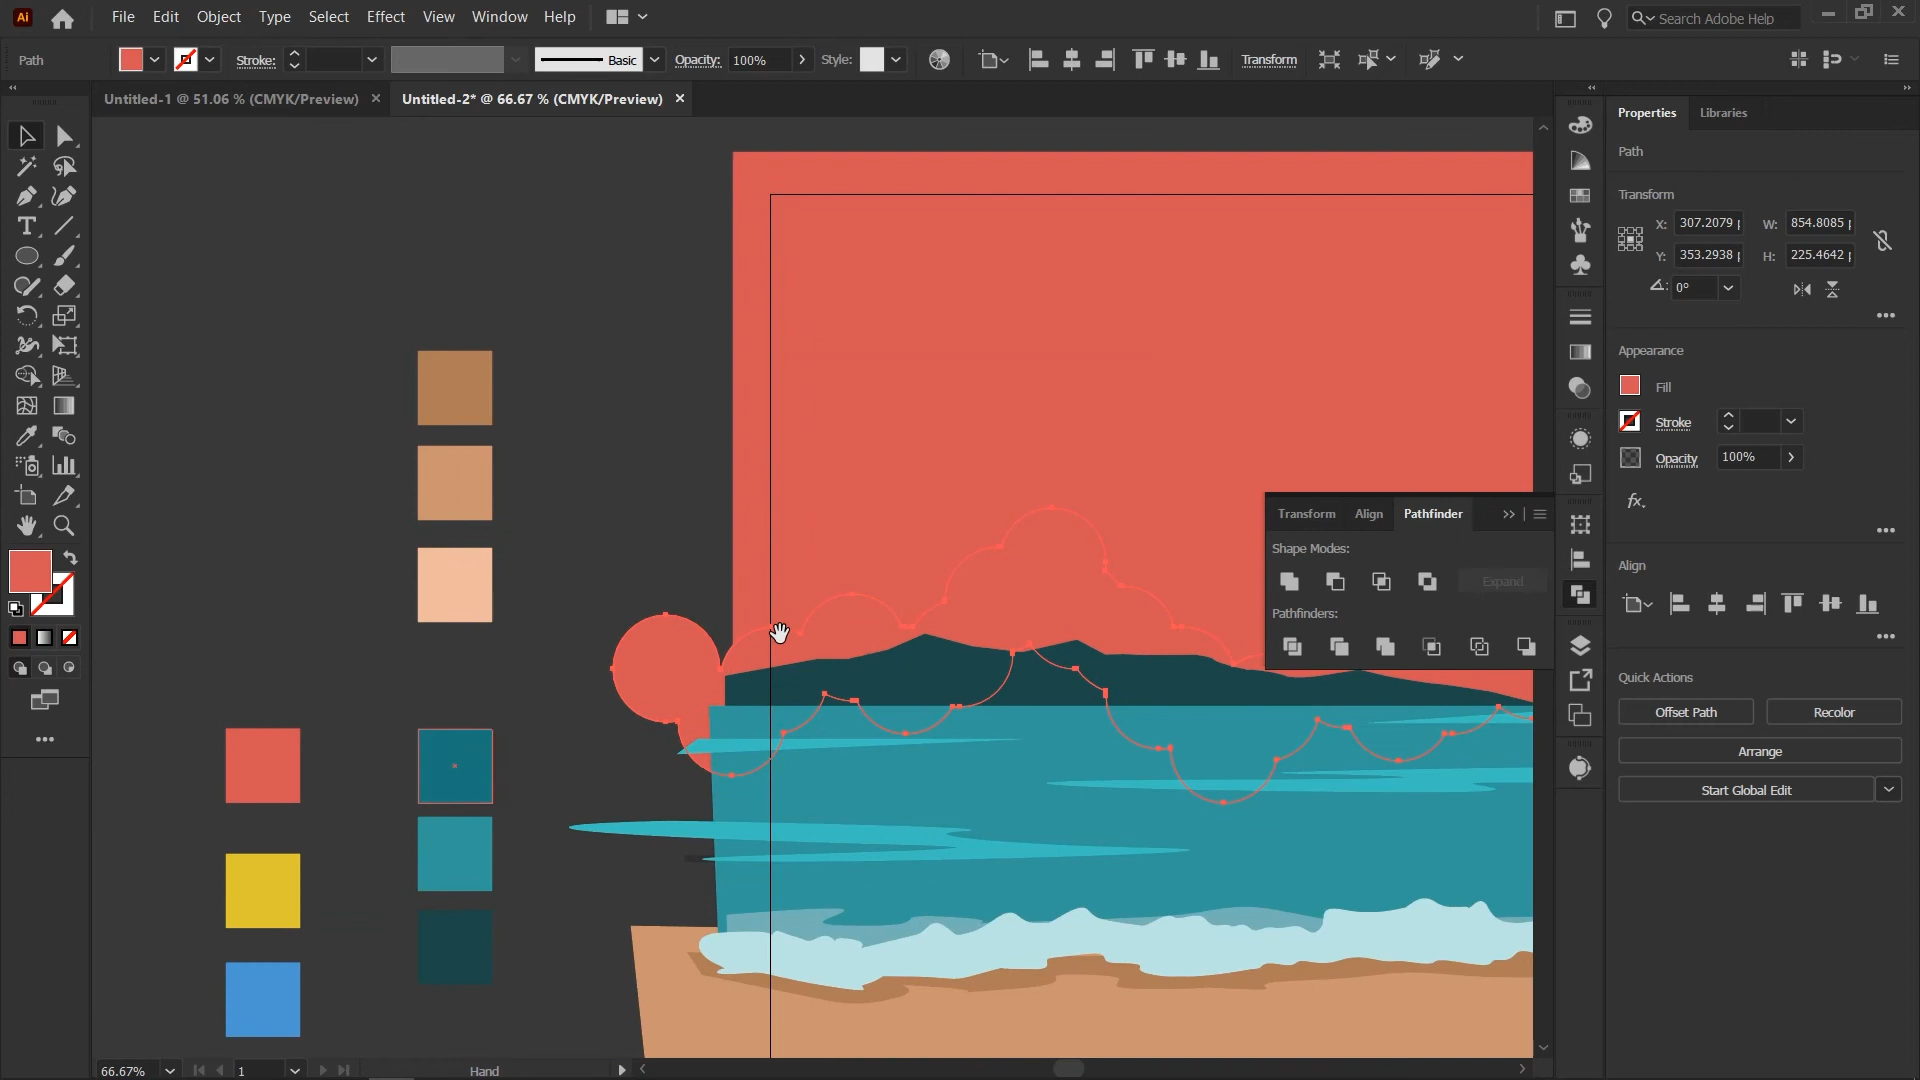 Ai File Edit Object Type Select Effect View Window Help Search Adobe Help
Path Stroke: Basic Opacity: 100% Style: Transform
Untitled-1 @ 51.06 % (CMYK/Preview) × Untitled-2* @ 66.67 % (CMYK/Preview) ×
Properties Libraries
Path
Transform
X: 307.2079 W: 854.8085
Y: 353.2938 H: 225.4642
0°
Appearance
Fill
Stroke
Opacity 100%
fx.
Transform Align Pathfinder
Shape Modes:
Expand
Pathfinders:
Align
Quick Actions
Offset Path Recolor
Arrange
Start Global Edit
66.67% 1 Hand